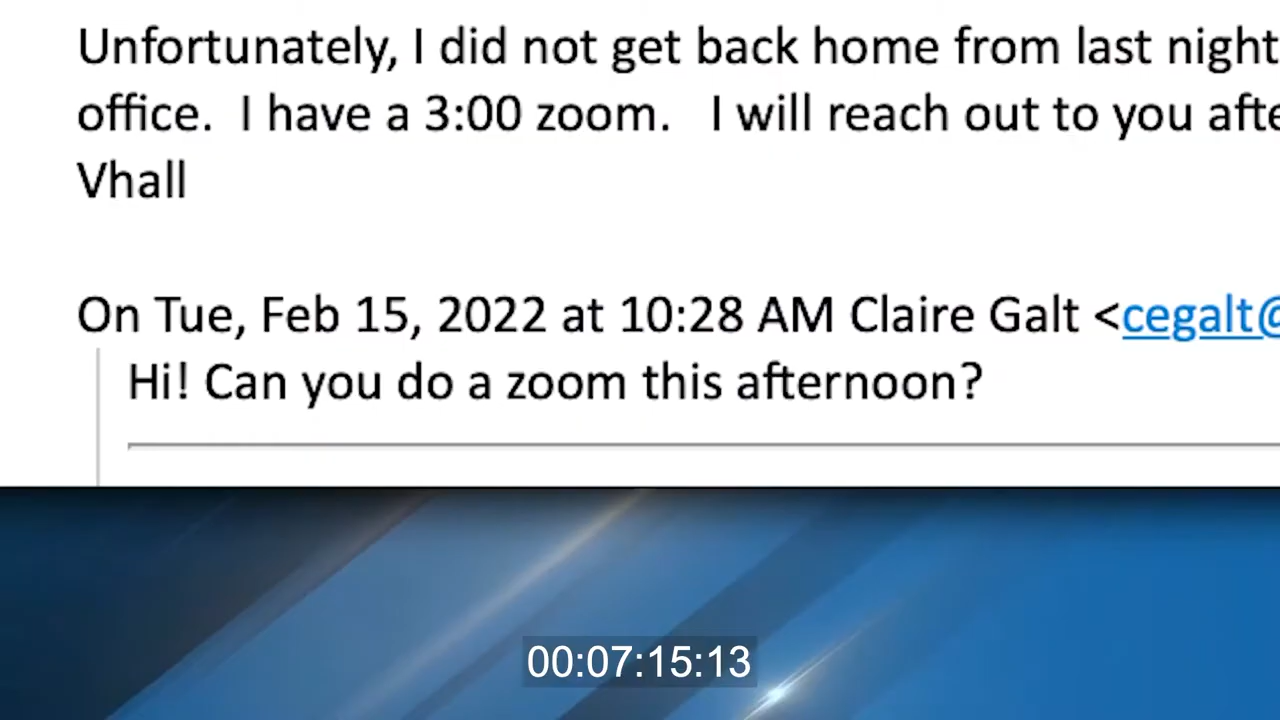 Unfortunately, I did not get back home from last night
office.  I have a 3:00 zoom.   I will reach out to you afte
Vhall
On Tue, Feb 15, 2022 at 10:28 AM Claire Galt <cegalt@
Hi! Can you do a zoom this afternoon?
00:07:15:13